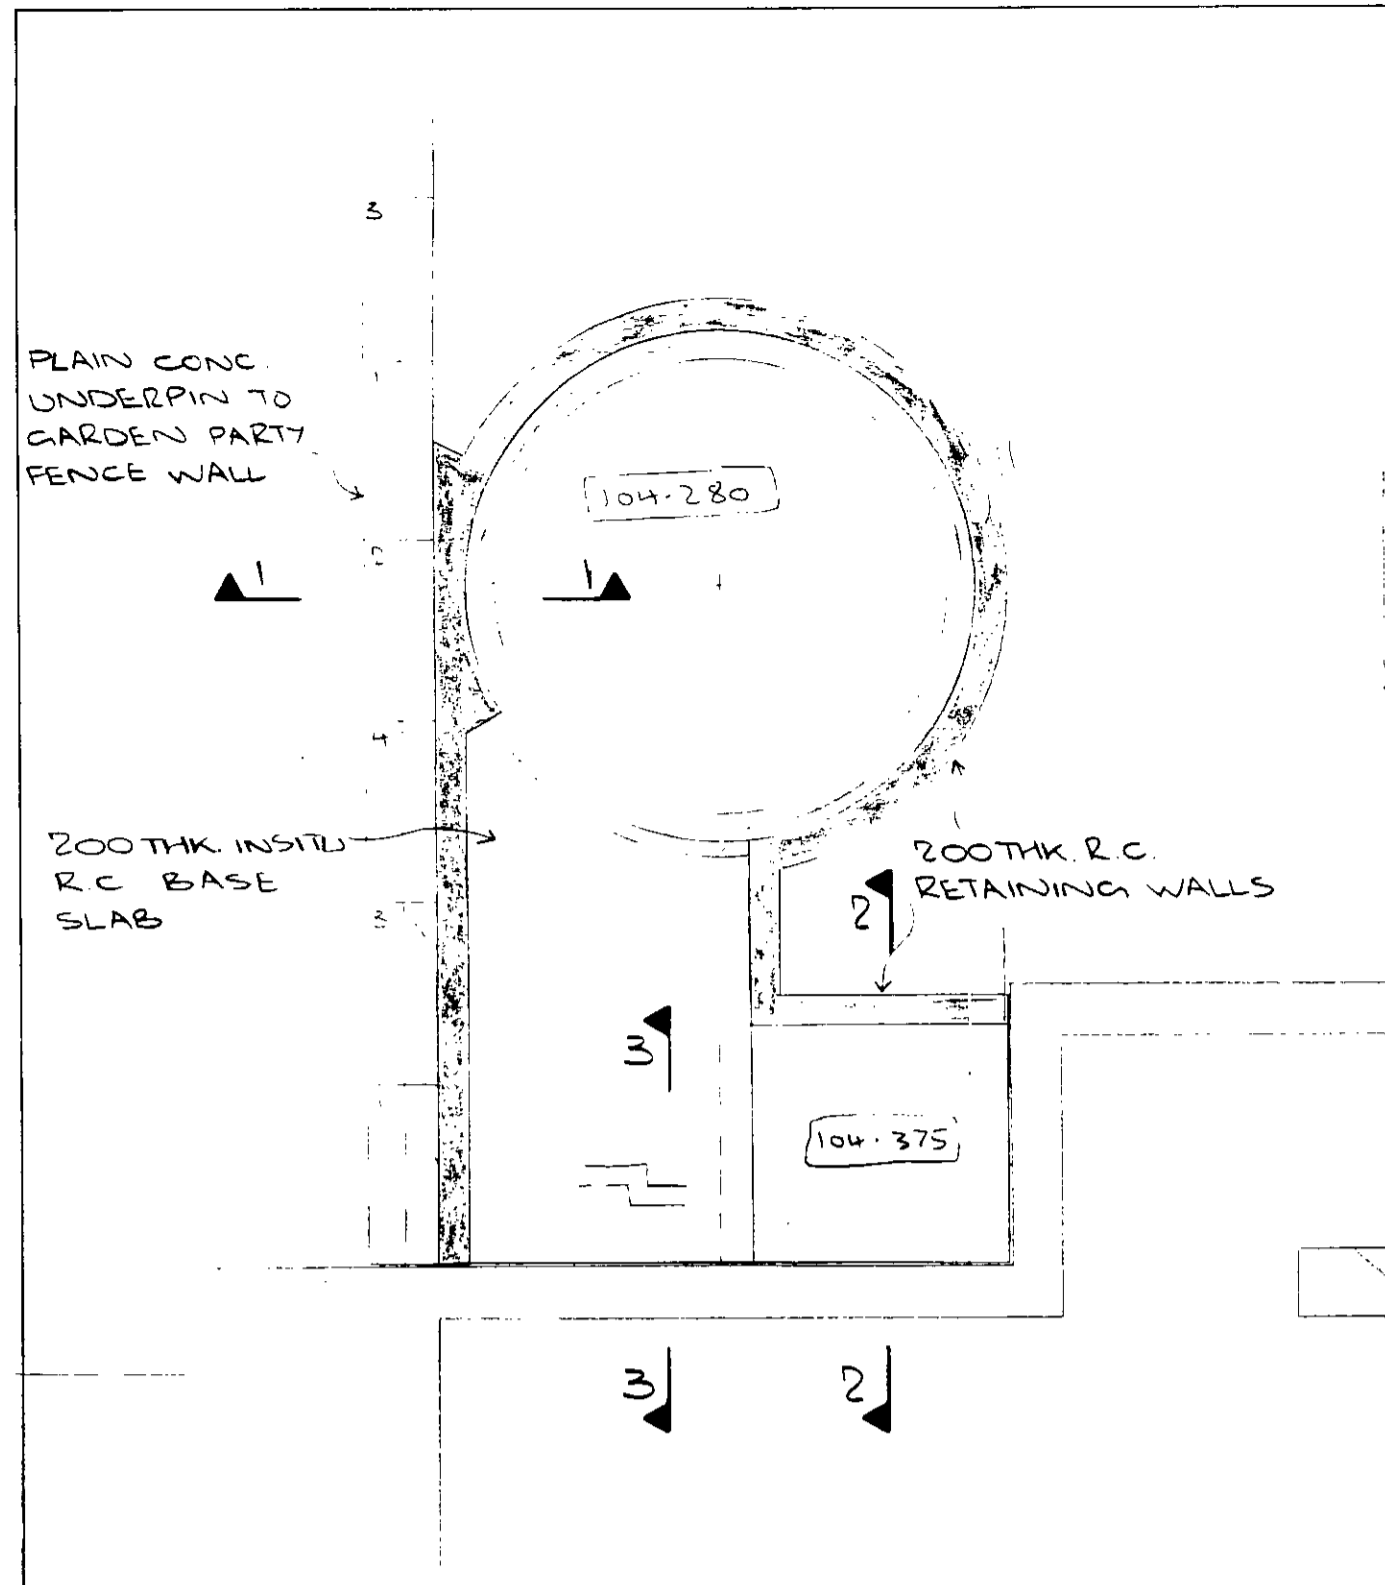 3
PLAIN CONC.
UNDERPIN TO
GARDEN PARTY
FENCE WALL
1
104.280
1
1
4
200 THK. INSITU
R.C BASE
SLAB
200 THK. R.C.
RETAINING WALLS
2
3
104.375
3
2